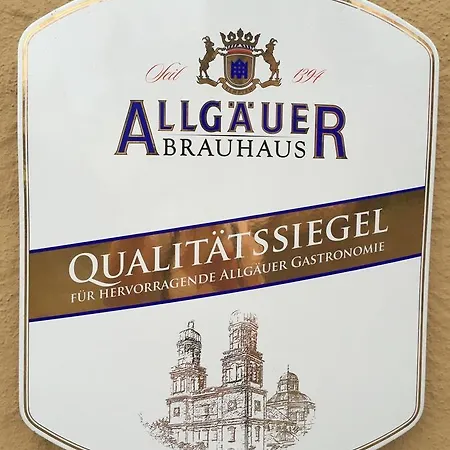 Seit 1394
ALLGÄUER
BRAUHAUS
QUALITÄTSSIEGEL
FÜR HERVORRAGENDE ALLGÄUER GASTRONOMIE